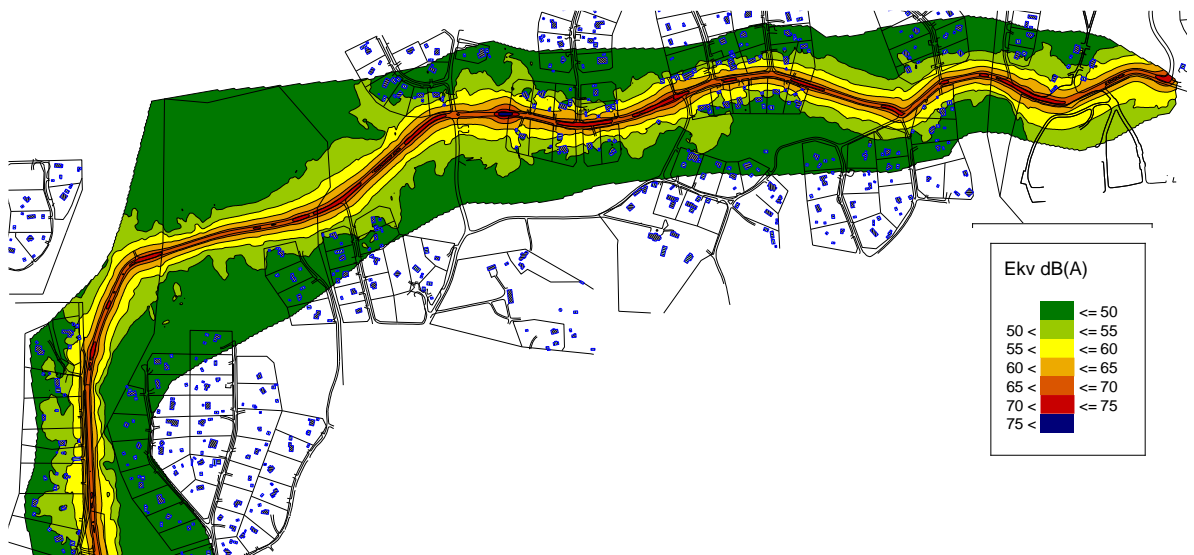 Ekv dB(A)
<= 50
50 < <= 55
55 < <= 60
60 < <= 65
65 < <= 70
70 < <= 75
75 <